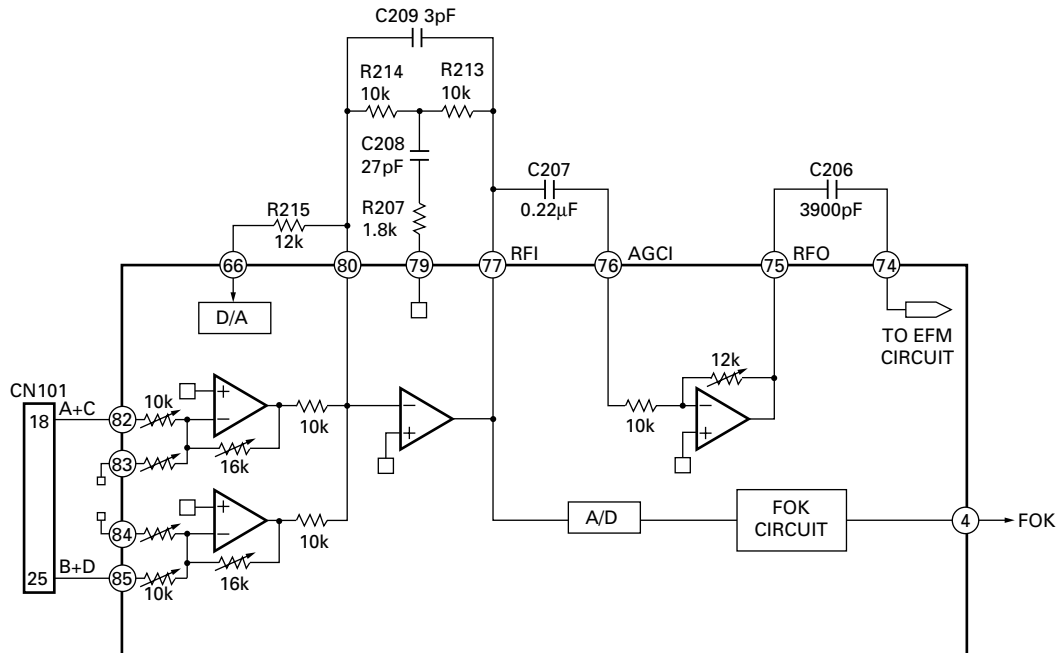 C209 3pF
R214
10k
R213
10k
C208
27pF
C207
0.22µF
C206
3900pF
R215
12k
R207
1.8k
66
80
79
77
RFI
76
AGCI
75
RFO
74
D/A
TO EFM
CIRCUIT
CN101
18
A+C
82
10k
+
−
10k
16k
83
−
+
12k
10k
−
+
84
+
−
10k
16k
25
B+D
85
10k
A/D
FOK
CIRCUIT
4
FOK